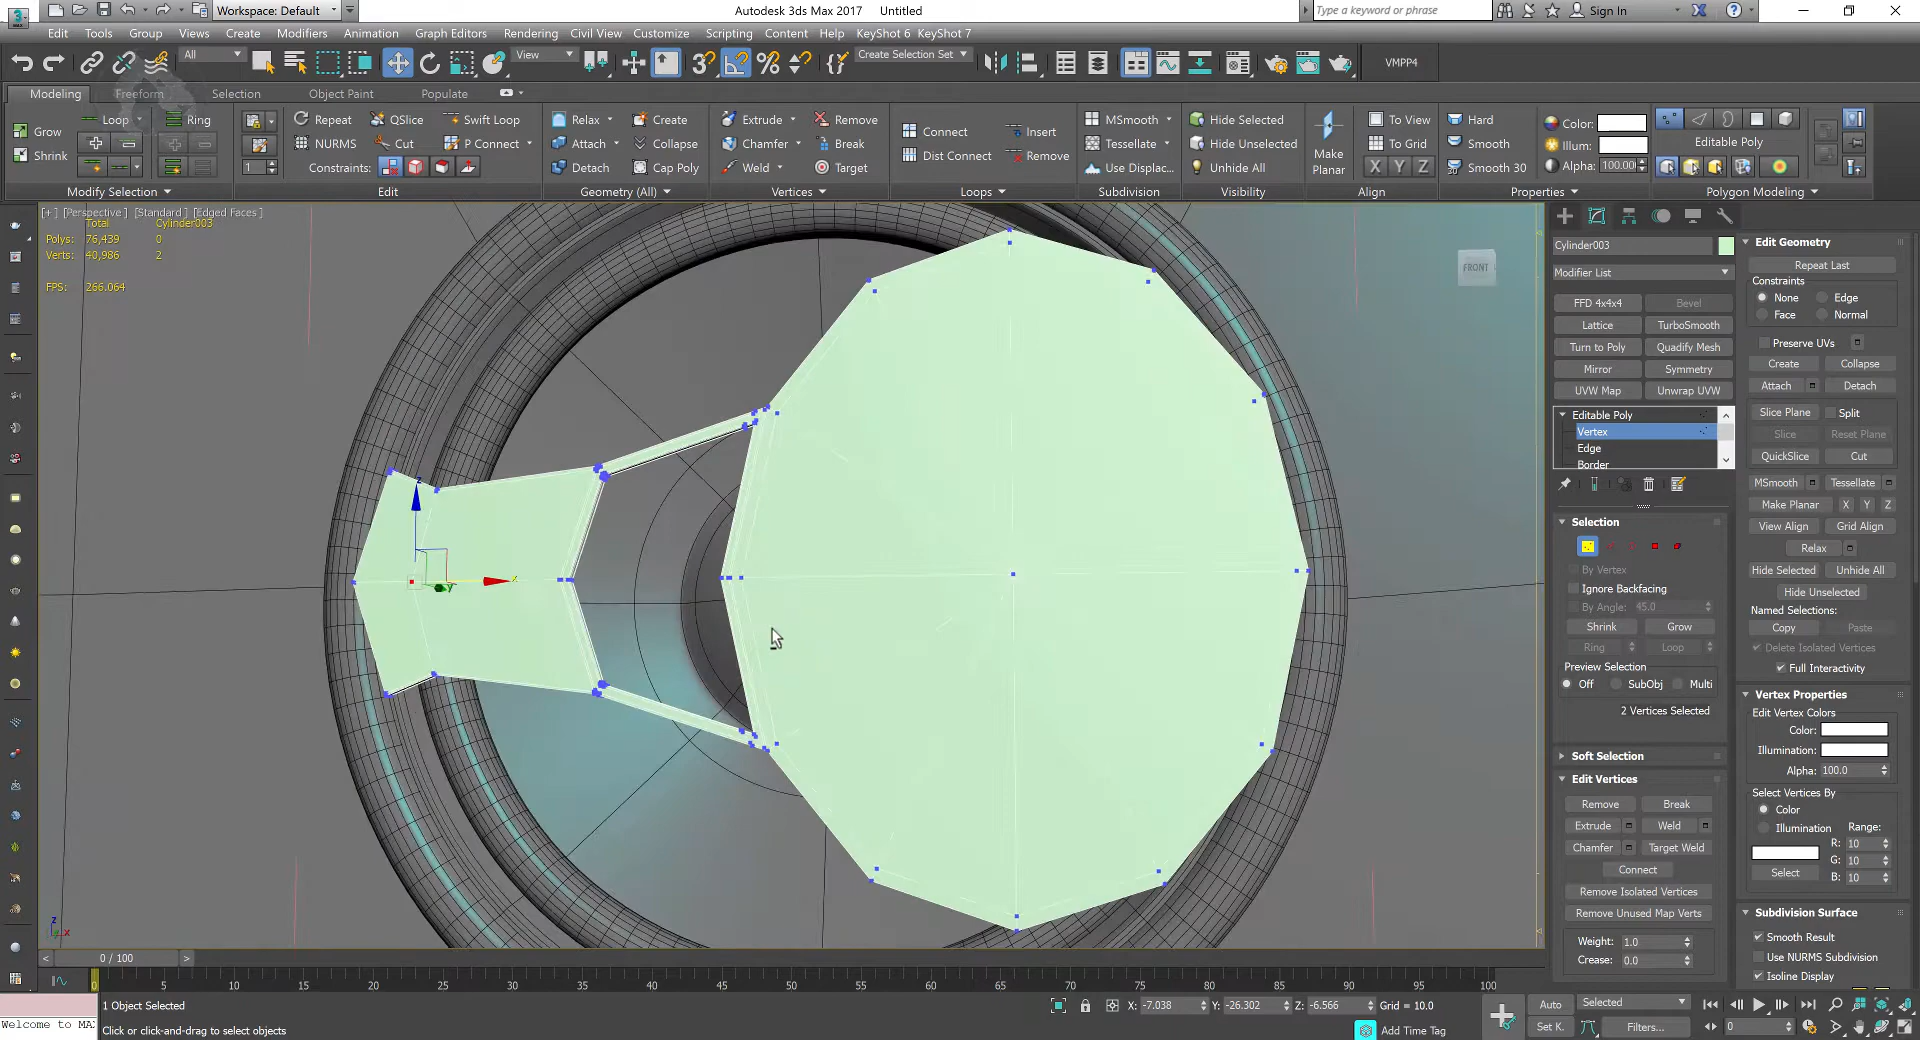 Workspace: Default
Autodesk 3ds Max 2017 Untitled
Type a keyword or phrase
Sign In
Edit Tools Group Views Create Modifiers Animation Graph Editors Rendering Civil View Customize Scripting Content Help KeyShot 6 KeyShot 7
All
View
Create Selection Set
VMPP4
Modeling Freeform Selection Object Paint Populate
Grow
Shrink
Loop Ring
1
Repeat QSlice Swift Loop
NURMS Cut P Connect
Constraints:
Relax Create
Attach Collapse
Detach Cap Poly
Extrude Remove
Chamfer Break
Weld Target
Connect Insert
Dist Connect Remove
MSmooth
Tessellate
Use Displac...
Hide Selected
Hide Unselected
Unhide All
Make Planar
To View
To Grid
X Y Z
Hard
Smooth
Smooth 30
Color:
Illum:
Alpha: 100.00
Editable Poly
Modify Selection Edit Geometry (All) Vertices Loops Subdivision Visibility Align Properties Polygon Modeling
[+] [Perspective] [Standard] [Edged Faces]
Total Cylinder003
Polys: 76,439 0
Verts: 40,986 2
FPS: 266.064
FRONT
z
x
y
z
x
Cylinder003
Modifier List
FFD 4x4x4 Bevel
Lattice TurboSmooth
Turn to Poly Quadify Mesh
Mirror Symmetry
UVW Map Unwrap UVW
Editable Poly
Vertex
Edge
Border
Selection
By Vertex
Ignore Backfacing
By Angle: 45.0
Shrink Grow
Ring Loop
Preview Selection
Off SubObj Multi
2 Vertices Selected
Soft Selection
Edit Vertices
Remove Break
Extrude Weld
Chamfer Target Weld
Connect
Remove Isolated Vertices
Remove Unused Map Verts
Weight: 1.0
Crease: 0.0
Edit Geometry
Repeat Last
Constraints
None Edge
Face Normal
Preserve UVs
Create Collapse
Attach Detach
Slice Plane Split
Slice Reset Plane
QuickSlice Cut
MSmooth Tessellate
Make Planar X Y Z
View Align Grid Align
Relax
Hide Selected Unhide All
Hide Unselected
Named Selections:
Copy Paste
Delete Isolated Vertices
Full Interactivity
Vertex Properties
Edit Vertex Colors
Color:
Illumination:
Alpha: 100.0
Select Vertices By
Color
Illumination
Range:
R: 10
G: 10
B: 10
Select
Subdivision Surface
Smooth Result
Use NURMS Subdivision
Isoline Display
< 0 / 100 >
0 5 10 15 20 25 30 35 40 45 50 55 60 65 70 75 80 85 90 95 100
1 Object Selected
Welcome to MA
Click or click-and-drag to select objects
X: -7.038 Y: -26.302 Z: -6.566 Grid = 10.0
Add Time Tag
Auto Selected
Set K. Filters...
0